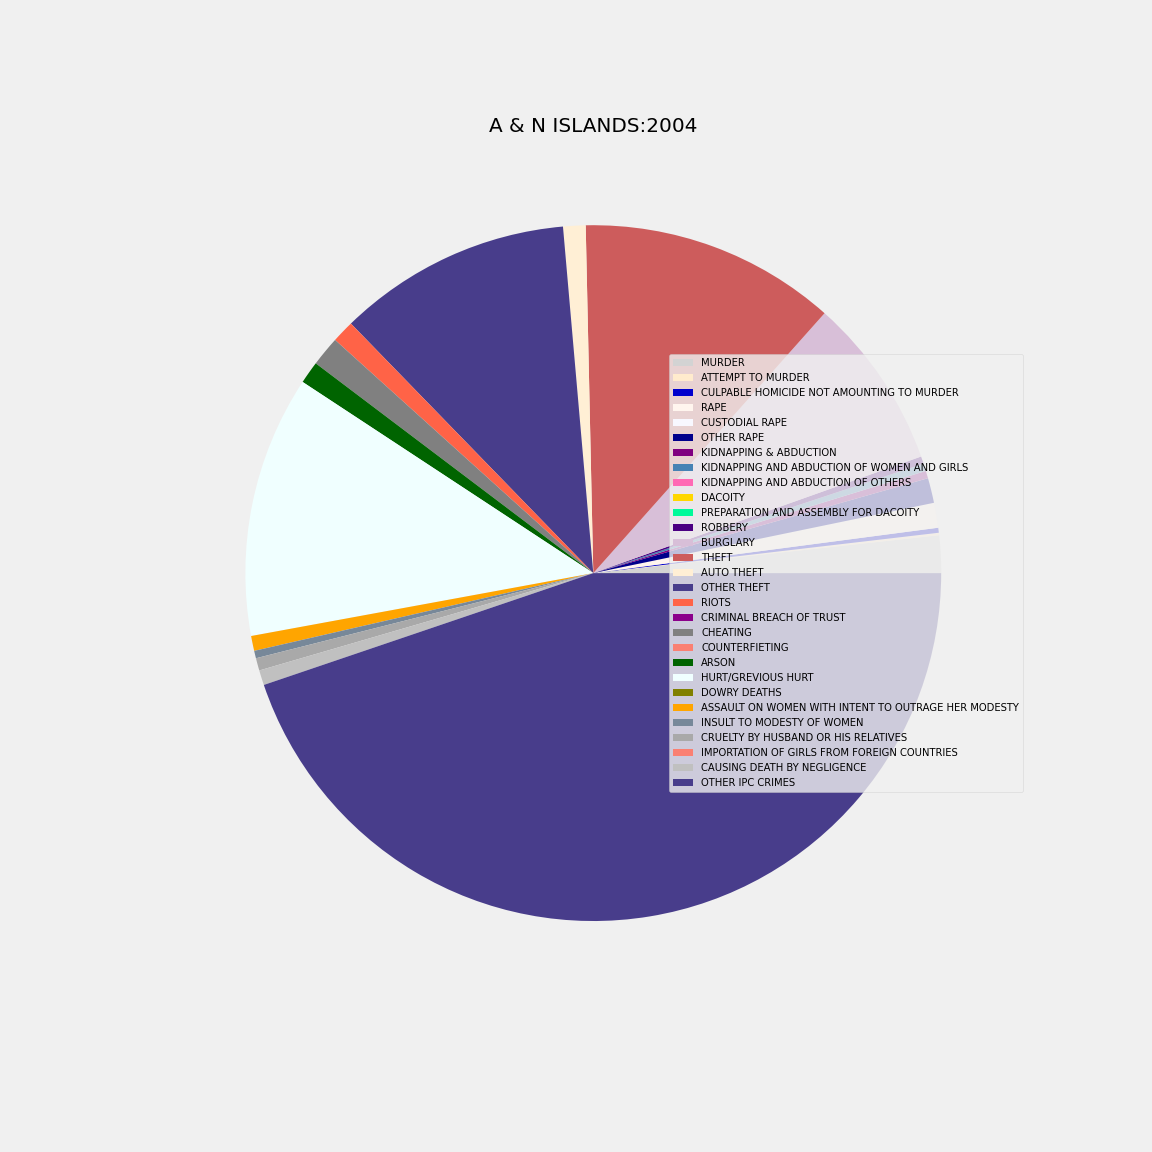 A & N ISLANDS:2004
MURDER
ATTEMPT TO MURDER
CULPABLE HOMICIDE NOT AMOUNTING TO MURDER
RAPE
CUSTODIAL RAPE
OTHER RAPE
KIDNAPPING & ABDUCTION
KIDNAPPING AND ABDUCTION OF WOMEN AND GIRLS
KIDNAPPING AND ABDUCTION OF OTHERS
DACOITY
PREPARATION AND ASSEMBLY FOR DACOITY
ROBBERY
BURGLARY
THEFT
AUTO THEFT
OTHER THEFT
RIOTS
CRIMINAL BREACH OF TRUST
CHEATING
COUNTERFIETING
ARSON
HURT/GREVIOUS HURT
DOWRY DEATHS
ASSAULT ON WOMEN WITH INTENT TO OUTRAGE HER MODESTY
INSULT TO MODESTY OF WOMEN
CRUELTY BY HUSBAND OR HIS RELATIVES
IMPORTATION OF GIRLS FROM FOREIGN COUNTRIES
CAUSING DEATH BY NEGLIGENCE
OTHER IPC CRIMES